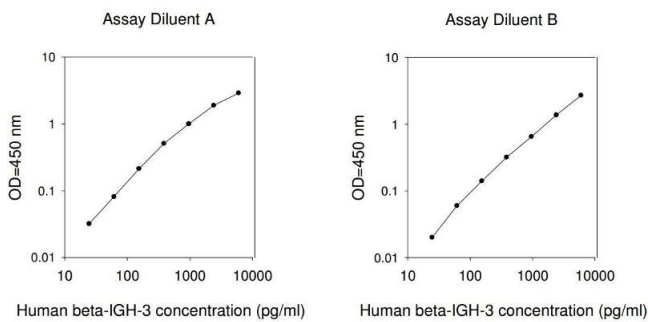 Assay Diluent A
10
1
0.1
0.01
OD=450 nm
10 100 1000 10000
Human beta-IGH-3 concentration (pg/ml)
Assay Diluent B
10
1
0.1
0.01
OD=450 nm
10 100 1000 10000
Human beta-IGH-3 concentration (pg/ml)